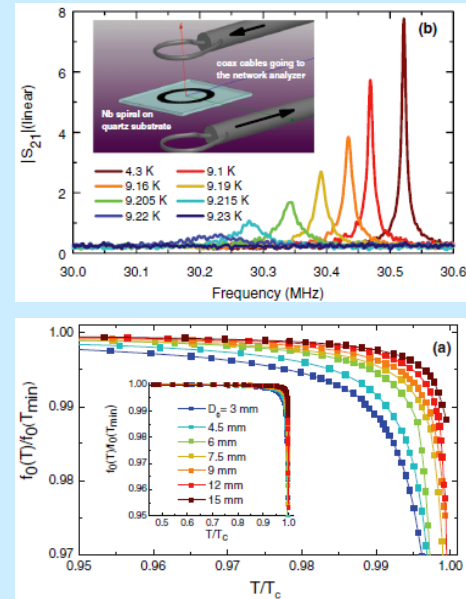 (b)
8
6
4
2
0
|S21|(linear)
coax cables going to
the network analyzer
Nb spiral on
quartz substrate
4.3 K 9.1 K
9.16 K 9.19 K
9.205 K 9.215 K
9.22 K 9.23 K
30.0 30.1 30.2 30.3 30.4 30.5 30.6
Frequency (MHz)
(a)
1.00
0.99
0.98
0.97
f0(T)/f0(Tmin)
1.00
0.99
0.98
0.97
0.96
0.95
f0(T)/f0(Tmin)
D0= 3 mm
4.5 mm
6 mm
7.5 mm
9 mm
12 mm
15 mm
0.5 0.6 0.7 0.8 0.9 1.0
T/Tc
0.95 0.96 0.97 0.98 0.99 1.00
T/Tc